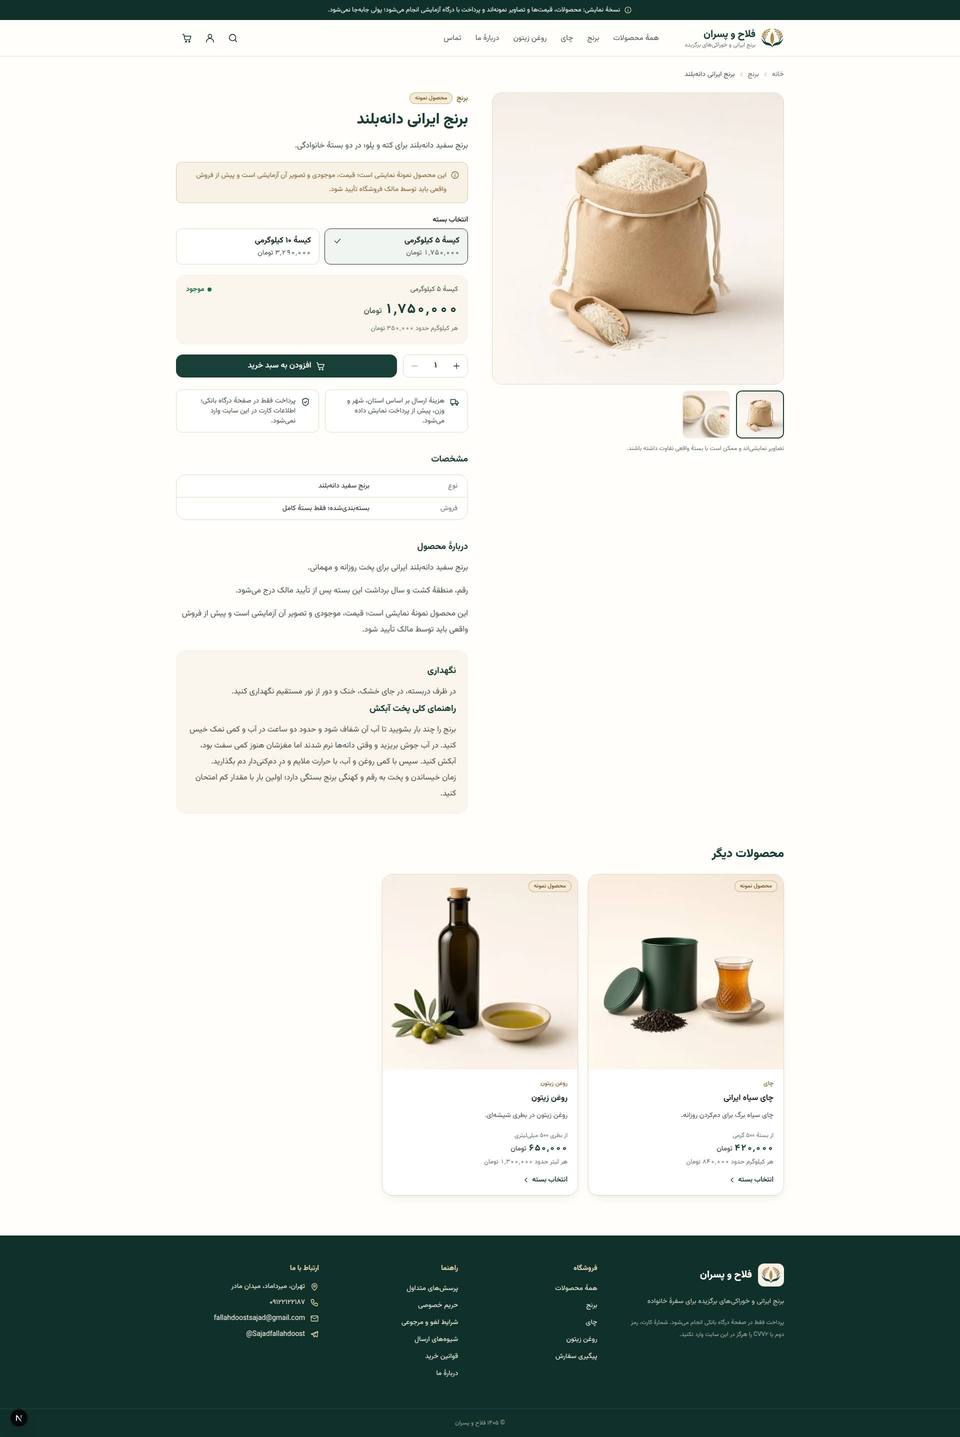 نسخهٔ نمایشی: محصولات، قیمت‌ها و تصاویر نمونه‌اند و پرداخت با درگاه آزمایشی انجام می‌شود؛ پولی جابه‌جا نمی‌شود.
فلاح و پسران
برنج ایرانی و خوراکی‌های برگزیده
همهٔ محصولات
برنج
چای
روغن زیتون
دربارهٔ ما
تماس
خانه
برنج
برنج ایرانی دانه‌بلند
برنج
محصول نمونه
برنج ایرانی دانه‌بلند
برنج سفید دانه‌بلند برای کته و پلو؛ در دو بستهٔ خانوادگی.
این محصول نمونهٔ نمایشی است؛ قیمت، موجودی و تصویر آن آزمایشی است و پیش از فروش
واقعی باید توسط مالک فروشگاه تأیید شود.
انتخاب بسته
کیسهٔ ۵ کیلوگرمی
۱,۷۵۰,۰۰۰ تومان
کیسهٔ ۱۰ کیلوگرمی
۳,۲۹۰,۰۰۰ تومان
کیسهٔ ۵ کیلوگرمی
موجود
۱,۷۵۰,۰۰۰ تومان
هر کیلوگرم حدود ۳۵۰,۰۰۰ تومان
۱
افزودن به سبد خرید
هزینهٔ ارسال بر اساس استان، شهر و
وزن، پیش از پرداخت نمایش داده
می‌شود.
پرداخت فقط در صفحهٔ درگاه بانکی؛
اطلاعات کارت در این سایت وارد
نمی‌شود.
تصاویر نمایشی‌اند و ممکن است با بستهٔ واقعی تفاوت داشته باشند.
مشخصات
نوع
برنج سفید دانه‌بلند
فروش
بسته‌بندی‌شده؛ فقط بستهٔ کامل
دربارهٔ محصول
برنج سفید دانه‌بلند ایرانی برای پخت روزانه و مهمانی.
رقم، منطقهٔ کشت و سال برداشت این بسته پس از تأیید مالک درج می‌شود.
این محصول نمونهٔ نمایشی است؛ قیمت، موجودی و تصویر آن آزمایشی است و پیش از فروش
واقعی باید توسط مالک تأیید شود.
نگهداری
در ظرف دربسته، در جای خشک، خنک و دور از نور مستقیم نگهداری کنید.
راهنمای کلی پخت آبکش
برنج را چند بار بشویید تا آب آن شفاف شود و حدود دو ساعت در آب و کمی نمک خیس
کنید. در آب جوش بریزید و وقتی دانه‌ها نرم شدند اما مغزشان هنوز کمی سفت بود،
آبکش کنید. سپس با کمی روغن و آب، با حرارت ملایم و در دم‌کنی‌دار دم بگذارید.
زمان خیساندن و پخت به رقم و کهنگی برنج بستگی دارد؛ اولین بار با مقدار کم امتحان
کنید.
محصولات دیگر
محصول نمونه
چای
چای سیاه ایرانی
چای سیاه برگ برای دم‌کردن روزانه.
از بستهٔ ۵۰۰ گرمی
۴۲۰,۰۰۰ تومان
هر کیلوگرم حدود ۸۴۰,۰۰۰ تومان
انتخاب بسته
محصول نمونه
روغن زیتون
روغن زیتون
روغن زیتون در بطری شیشه‌ای.
از بطری ۵۰۰ میلی‌لیتری
۶۵۰,۰۰۰ تومان
هر لیتر حدود ۱,۳۰۰,۰۰۰ تومان
انتخاب بسته
فلاح و پسران
برنج ایرانی و خوراکی‌های برگزیده برای سفرهٔ خانواده
پرداخت فقط در صفحهٔ درگاه بانکی انجام می‌شود. شمارهٔ کارت، رمز
دوم یا CVV2 را هرگز در این سایت وارد نکنید.
فروشگاه
همهٔ محصولات
برنج
چای
روغن زیتون
پیگیری سفارش
راهنما
پرسش‌های متداول
حریم خصوصی
شرایط لغو و مرجوعی
شیوه‌های ارسال
قوانین خرید
دربارهٔ ما
ارتباط با ما
تهران، میرداماد، میدان مادر
۰۹۱۲۲۱۲۲۱۸۷
fallahdoostsajad@gmail.com
@Sajadfallahdoost
© ۱۴۰۵ فلاح و پسران
N